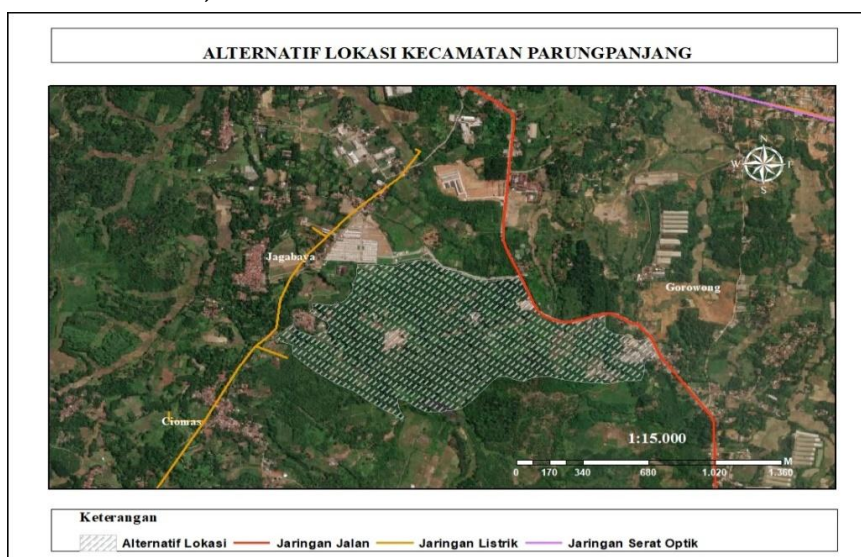 ALTERNATIF LOKASI KECAMATAN PARUNGPANJANG
N
W E
S
Jagabaya
Gorowong
Ciomas
1:15.000
M
0 170 340 680 1.020 1.360
Keterangan
Alternatif Lokasi Jaringan Jalan Jaringan Listrik Jaringan Serat Optik